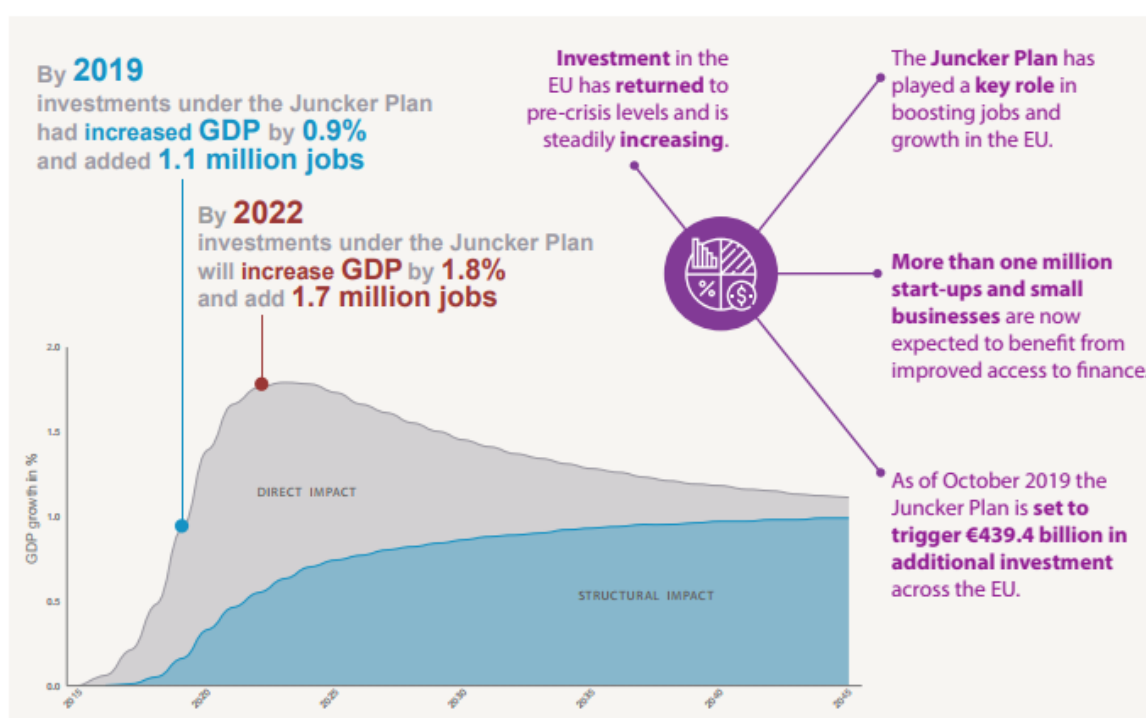 By 2019
investments under the Juncker Plan
had increased GDP by 0.9%
and added 1.1 million jobs
By 2022
investments under the Juncker Plan
will increase GDP by 1.8%
and add 1.7 million jobs
Investment in the
EU has returned to
pre-crisis levels and is
steadily increasing.
The Juncker Plan has
played a key role in
boosting jobs and
growth in the EU.
More than one million
start-ups and small
businesses are now
expected to benefit from
improved access to finance.
As of October 2019 the
Juncker Plan is set to
trigger €439.4 billion in
additional investment
across the EU.
%
$
GDP growth in %
2.0
1.5
1.0
0.5
0.0
DIRECT IMPACT
STRUCTURAL IMPACT
2015
2020
2025
2030
2035
2040
2045